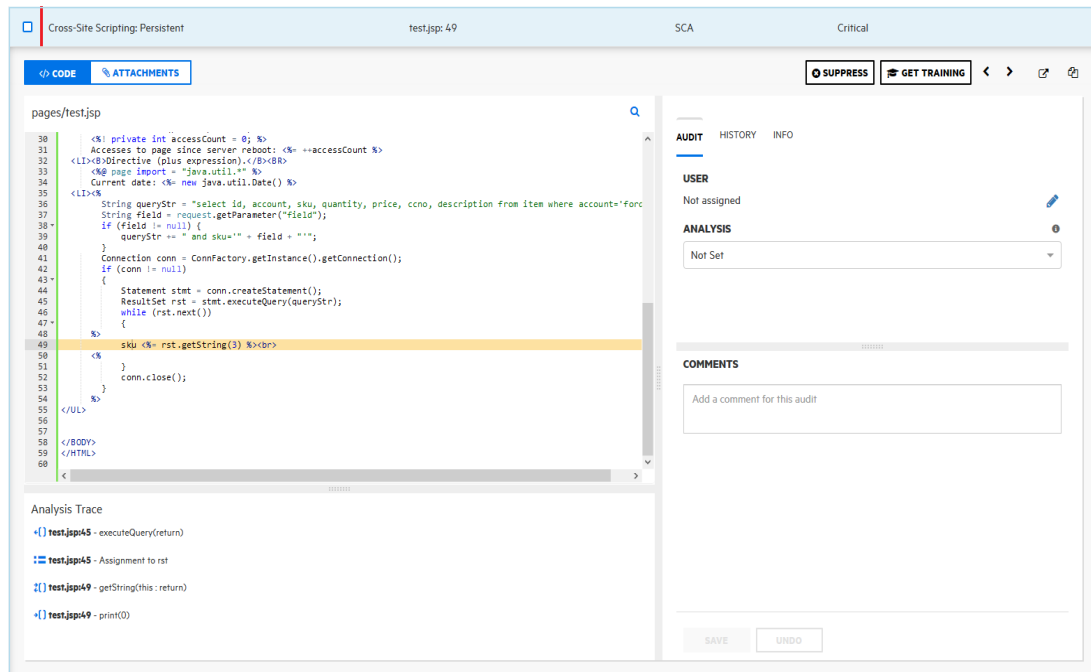 Cross-Site Scripting: Persistent test.jsp: 49 SCA Critical
</> CODE ATTACHMENTS SUPPRESS GET TRAINING
pages/test.jsp
30 <%! private int accessCount = 0; %>
31 Accesses to page since server reboot: <%= ++accessCount %>
32 <LI><B>Directive (plus expression).</B><BR>
33 <%@ page import = "java.util.*" %>
34 Current date: <%= new java.util.Date() %>
35 <LI><%
36 String queryStr = "select id, account, sku, quantity, price, ccno, description from item where account='ford
37 String field = request.getParameter("field");
38 if (field != null) {
39 queryStr += " and sku='" + field + "'";
40 }
41 Connection conn = ConnFactory.getInstance().getConnection();
42 if (conn != null)
43 {
44 Statement stmt = conn.createStatement();
45 ResultSet rst = stmt.executeQuery(queryStr);
46 while (rst.next())
47 {
48 %>
49 sku <%= rst.getString(3) %><br>
50 <%
51 }
52 conn.close();
53 }
54 %>
55 </UL>
56
57
58 </BODY>
59 </HTML>
60
Analysis Trace
test.jsp:45 - executeQuery(return)
test.jsp:45 - Assignment to rst
test.jsp:49 - getString(this : return)
test.jsp:49 - print(0)
AUDIT HISTORY INFO
USER
Not assigned
ANALYSIS
Not Set
COMMENTS
Add a comment for this audit
SAVE UNDO